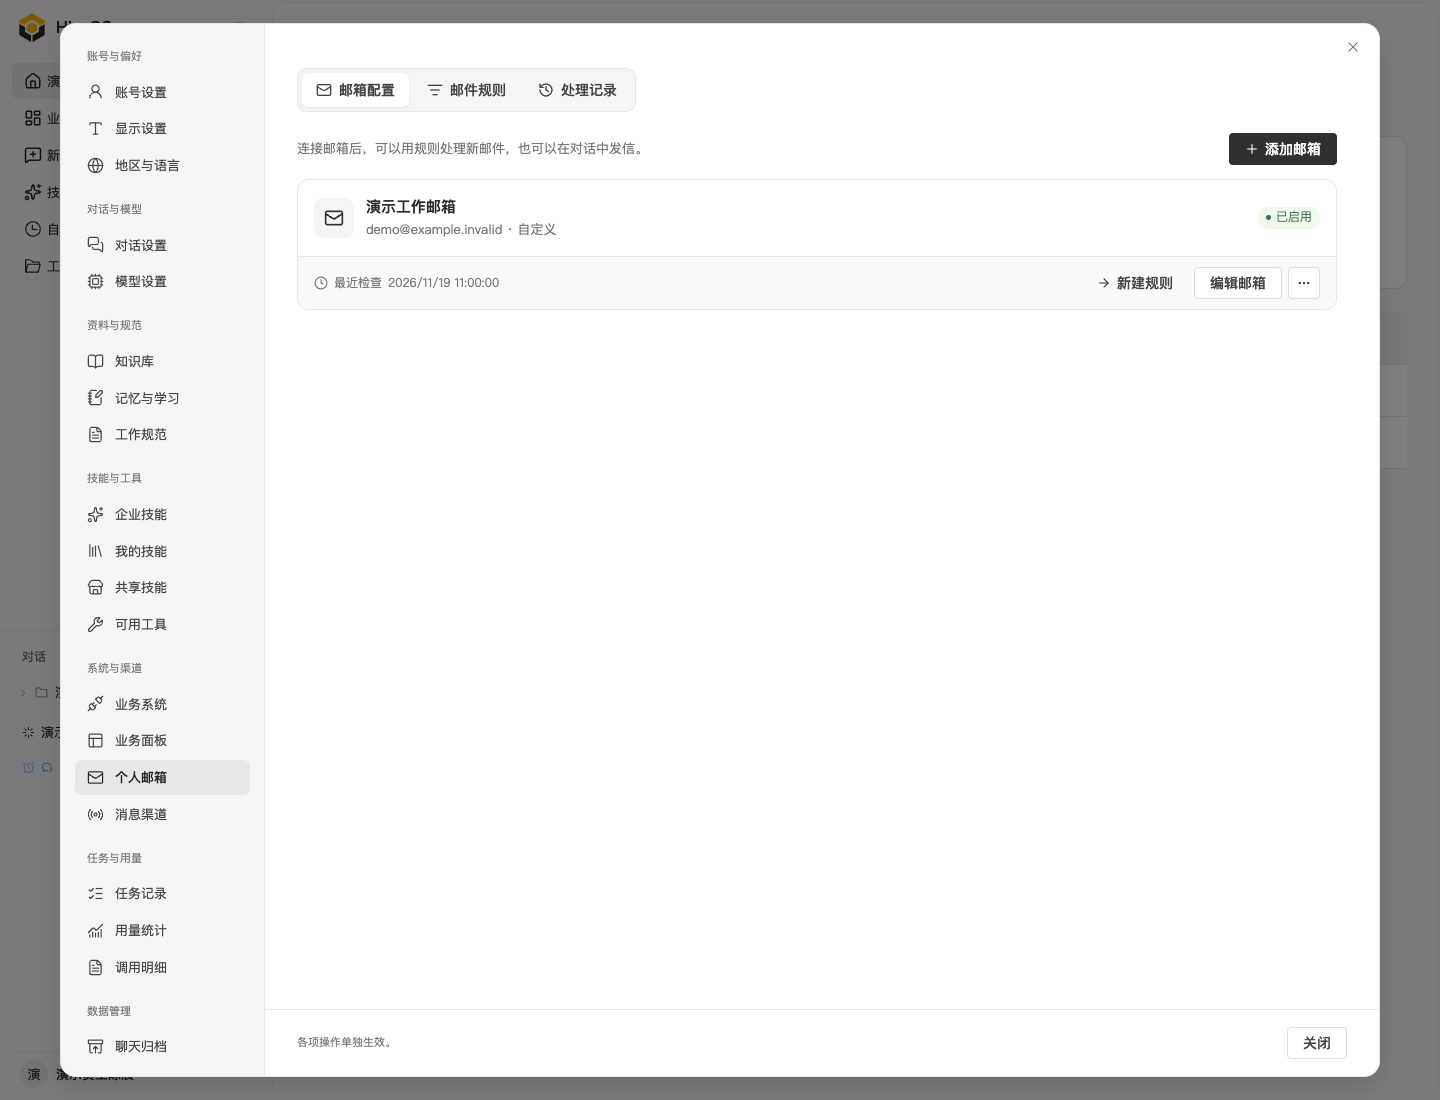 账号与偏好
账号设置
显示设置
地区与语言
对话与模型
对话设置
模型设置
资料与规范
知识库
记忆与学习
工作规范
技能与工具
企业技能
我的技能
共享技能
可用工具
系统与渠道
业务系统
业务面板
个人邮箱
消息渠道
任务与用量
任务记录
用量统计
调用明细
数据管理
聊天归档
邮箱配置 邮件规则 处理记录
连接邮箱后，可以用规则处理新邮件，也可以在对话中发信。
添加邮箱
演示工作邮箱
demo@example.invalid · 自定义
已启用
最近检查 2026/11/19 11:00:00
新建规则 编辑邮箱 ···
各项操作单独生效。
关闭
对话
演